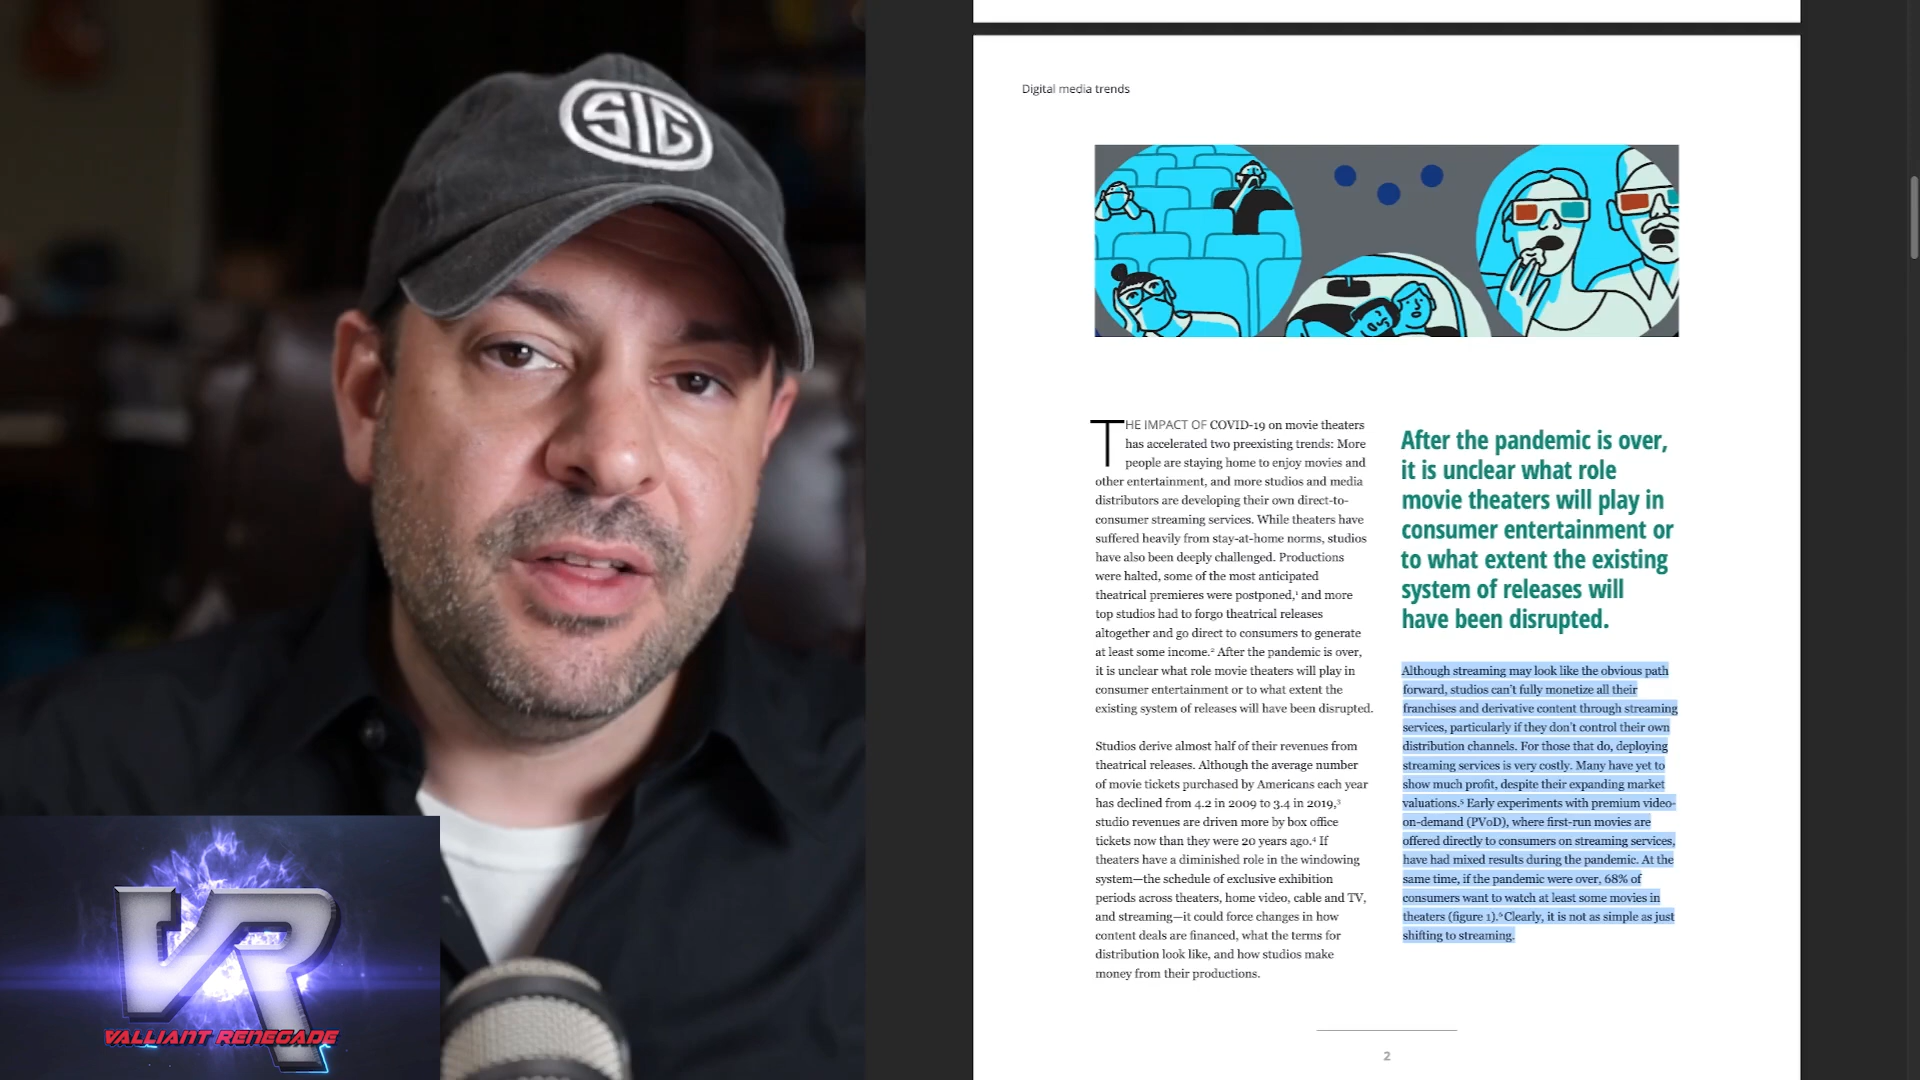 SIG
VR
VALLIANT RENEGADE
Digital media trends
THE IMPACT OF COVID-19 on movie theaters
has accelerated two preexisting trends: More
people are staying home to enjoy movies and
other entertainment, and more studios and media
distributors are developing their own direct-to-
consumer streaming services. While theaters have
suffered heavily from stay-at-home norms, studios
have also been deeply challenged. Productions
were halted, some of the most anticipated
theatrical premieres were postponed,¹ and more
top studios had to forgo theatrical releases
altogether and go direct to consumers to generate
at least some income.² After the pandemic is over,
it is unclear what role movie theaters will play in
consumer entertainment or to what extent the
existing system of releases will have been disrupted.
Studios derive almost half of their revenues from
theatrical releases. Although the average number
of movie tickets purchased by Americans each year
has declined from 4.2 in 2009 to 3.4 in 2019,³
studio revenues are driven more by box office
tickets now than they were 20 years ago.⁴ If
theaters have a diminished role in the windowing
system—the schedule of exclusive exhibition
periods across theaters, home video, cable and TV,
and streaming—it could force changes in how
content deals are financed, what the terms for
distribution look like, and how studios make
money from their productions.
After the pandemic is over,
it is unclear what role
movie theaters will play in
consumer entertainment or
to what extent the existing
system of releases will
have been disrupted.
Although streaming may look like the obvious path
forward, studios can't fully monetize all their
franchises and derivative content through streaming
services, particularly if they don't control their own
distribution channels. For those that do, deploying
streaming services is very costly. Many have yet to
show much profit, despite their expanding market
valuations.⁵ Early experiments with premium video-
on-demand (PVoD), where first-run movies are
offered directly to consumers on streaming services,
have had mixed results during the pandemic. At the
same time, if the pandemic were over, 68% of
consumers want to watch at least some movies in
theaters (figure 1).⁶ Clearly, it is not as simple as just
shifting to streaming.
2